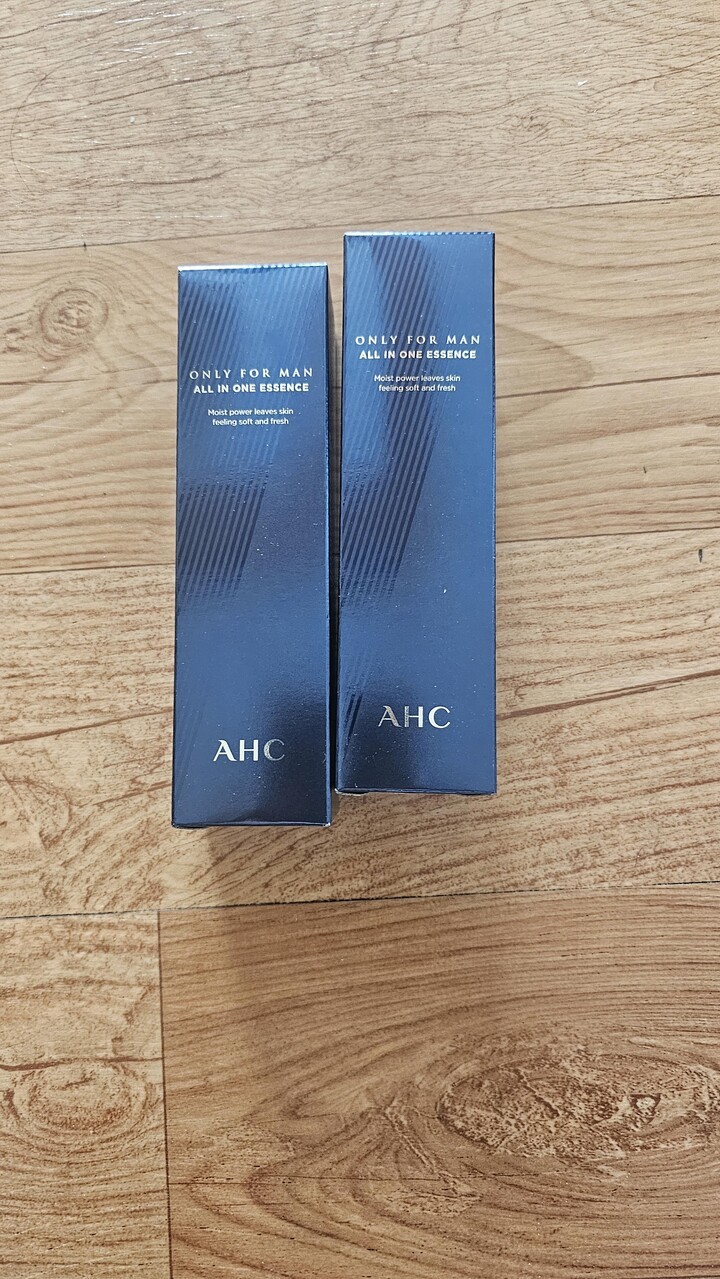 ONLY FOR MAN
ALL IN ONE ESSENCE
Moist power leaves skin
feeling soft and fresh
AHC
ONLY FOR MAN
ALL IN ONE ESSENCE
Moist power leaves skin
feeling soft and fresh
AHC